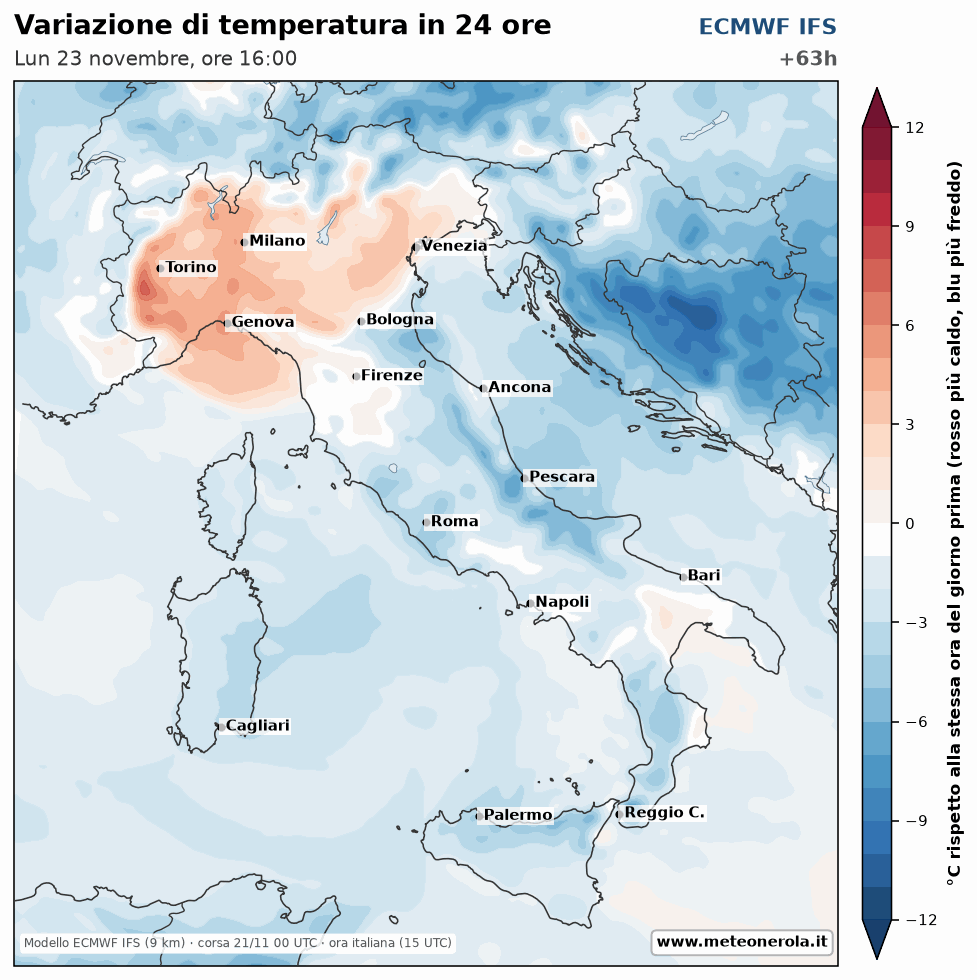 Variazione di temperatura in 24 ore
ECMWF IFS
Lun 23 novembre, ore 16:00
+63h
Milano
Venezia
Torino
Genova
Bologna
Firenze
Ancona
Pescara
Roma
Bari
Napoli
Cagliari
Palermo
Reggio C.
12
9
6
3
0
−3
−6
−9
−12
°C rispetto alla stessa ora del giorno prima (rosso più caldo, blu più freddo)
Modello ECMWF IFS (9 km) · corsa 21/11 00 UTC · ora italiana (15 UTC)
www.meteonerola.it